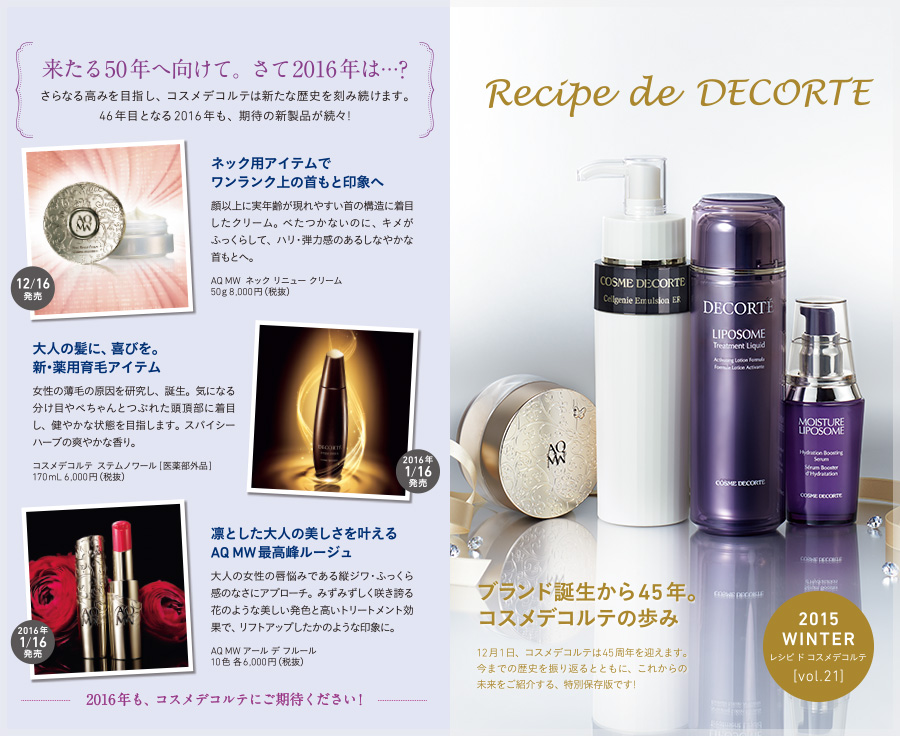 来たる50年へ向けて。さて2016年は…?
さらなる高みを目指し、コスメデコルテは新たな歴史を刻み続けます。
46年目となる2016年も、期待の新製品が続々!
AQ
MW
12/16
発売
ネック用アイテムで
ワンランク上の首もと印象へ
顔以上に実年齢が現れやすい首の構造に着目
したクリーム。べたつかないのに、キメが
ふっくらして、ハリ・弾力感のあるしなやかな
首もとへ。
AQ MW ネック リニュー クリーム
50g 8,000円(税抜)
大人の髪に、喜びを。
新・薬用育毛アイテム
女性の薄毛の原因を研究し、誕生。気になる
分け目やぺちゃんとつぶれた頭頂部に着目
し、健やかな状態を目指します。スパイシー
ハーブの爽やかな香り。
コスメデコルテ ステムノワール [医薬部外品]
170mL 6,000円(税抜)
DECORTÉ
2016年
1/16
発売
AQ
MW
AQ
MW
2016年
1/16
発売
凛とした大人の美しさを叶える
AQ MW最高峰ルージュ
大人の女性の唇悩みである縦ジワ・ふっくら
感のなさにアプローチ。みずみずしく咲き誇る
花のような美しい発色と高いトリートメント効
果で、リフトアップしたかのような印象に。
AQ MW アール デ フルール
10色 各6,000円(税抜)
2016年も、コスメデコルテにご期待ください!
Recipe de DECORTE
AQ
MW
COSME DECORTE
Cellgenie Emulsion ER
DECORTÉ
LIPOSOME
Treatment Liquid
Activating Lotion Formula
Formule Lotion Activante
COSME DECORTE
MOISTURE
LIPOSOME
Hydration Boosting
Serum
Sérum Booster
d'Hydratation
COSME DECORTE
ブランド誕生から45年。
コスメデコルテの歩み
12月1日、コスメデコルテは45周年を迎えます。
今までの歴史を振り返るとともに、これからの
未来をご紹介する、特別保存版です!
2015
WINTER
レシピ ド コスメデコルテ
[vol.21]